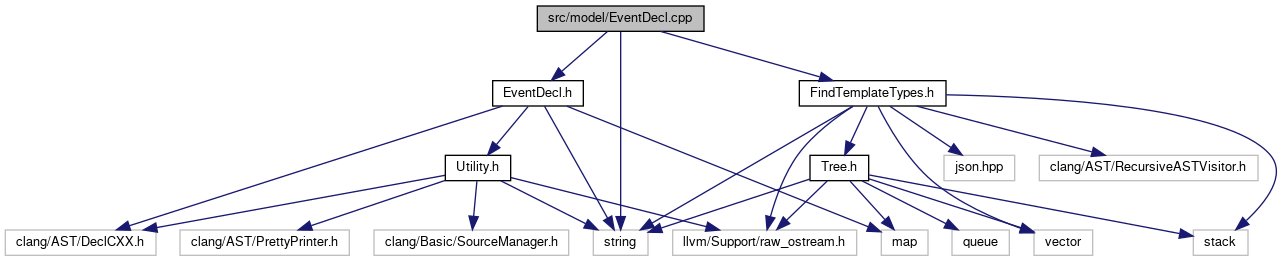 src/model/EventDecl.cpp
EventDecl.h
FindTemplateTypes.h
Utility.h
Tree.h
json.hpp
clang/AST/RecursiveASTVisitor.h
clang/AST/DeclCXX.h
clang/AST/PrettyPrinter.h
clang/Basic/SourceManager.h
string
llvm/Support/raw_ostream.h
map
queue
vector
stack